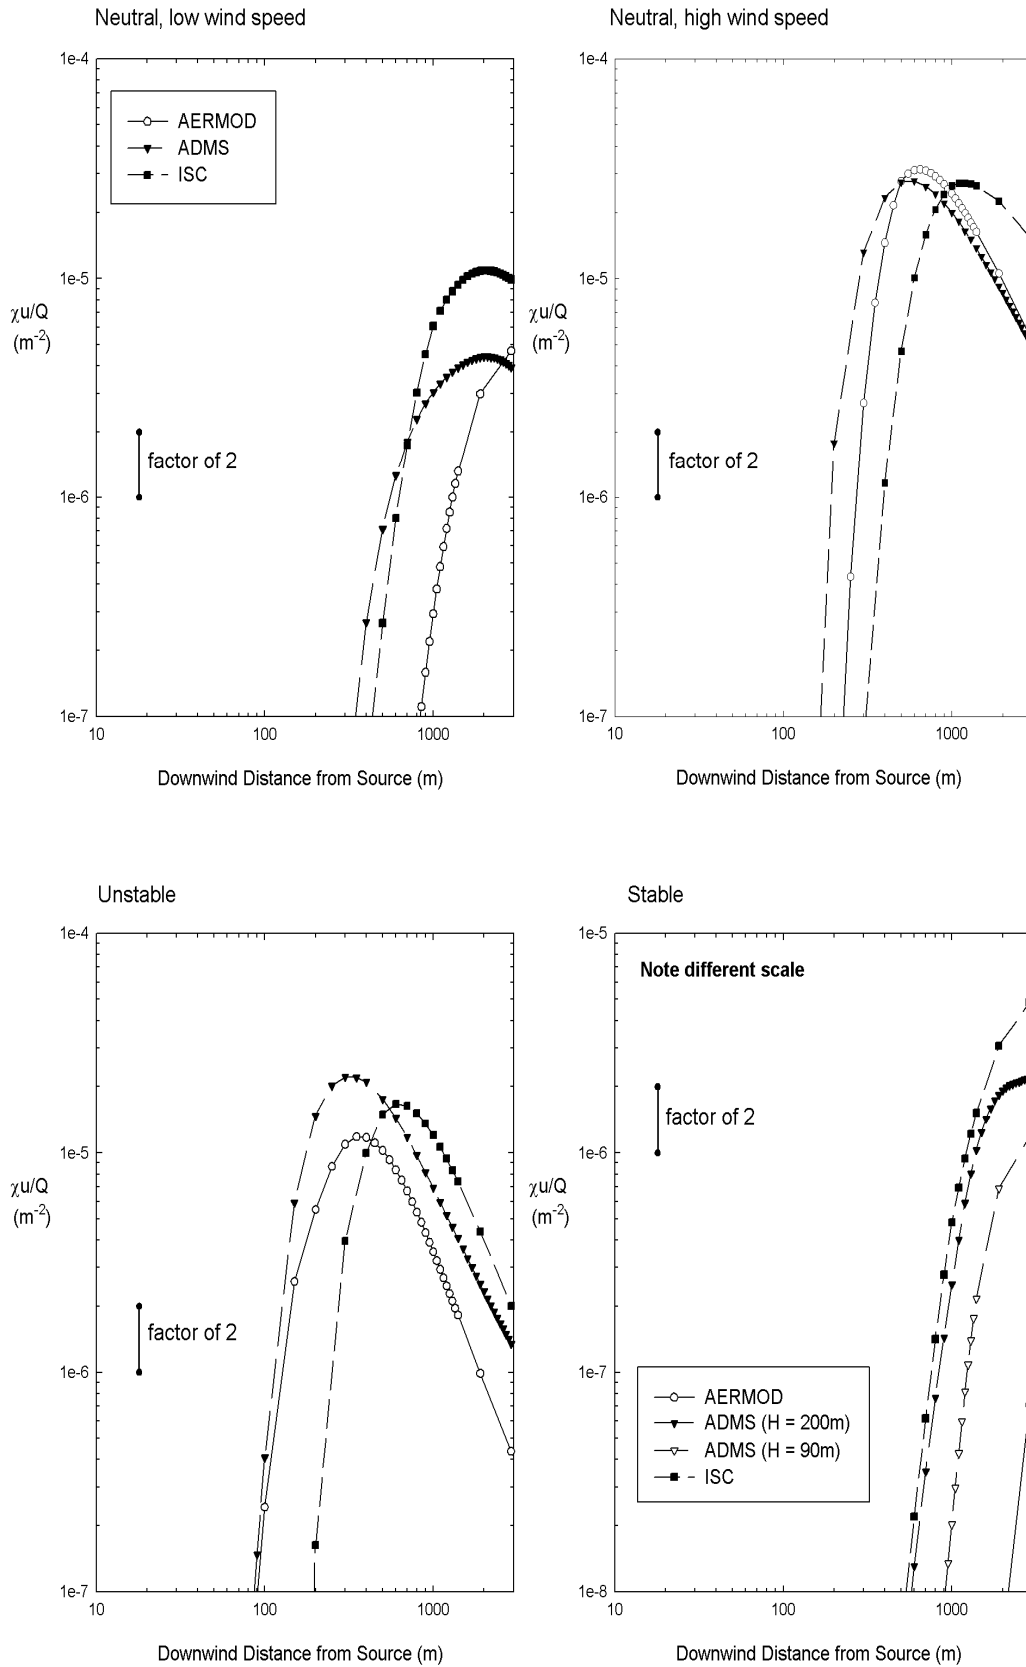 Neutral, low wind speed
1e-4
AERMOD
ADMS
ISC
1e-5
χu/Q
(m⁻²)
factor of 2
1e-6
1e-7
10
100
1000
Downwind Distance from Source (m)
Neutral, high wind speed
1e-4
1e-5
χu/Q
(m⁻²)
factor of 2
1e-6
1e-7
10
100
1000
Downwind Distance from Source (m)
Unstable
1e-4
1e-5
χu/Q
(m⁻²)
factor of 2
1e-6
1e-7
10
100
1000
Downwind Distance from Source (m)
Stable
1e-5
Note different scale
factor of 2
1e-6
χu/Q
(m⁻²)
1e-7
AERMOD
ADMS (H = 200m)
ADMS (H = 90m)
ISC
1e-8
10
100
1000
Downwind Distance from Source (m)